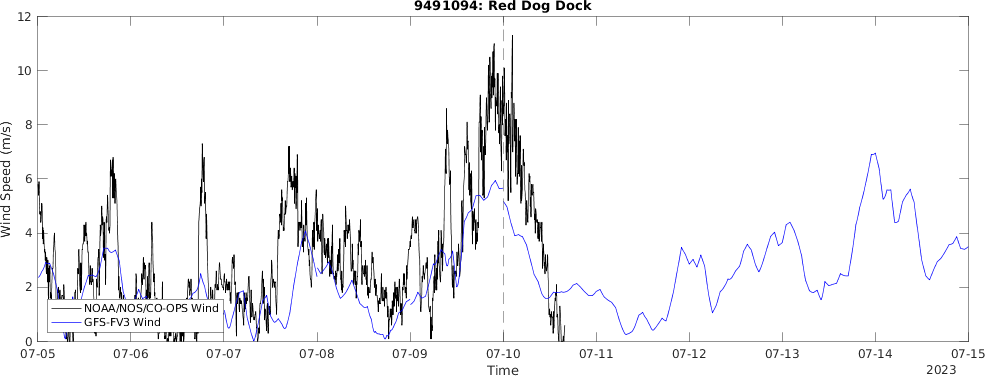 9491094: Red Dog Dock
12
10
8
6
4
2
0
Wind Speed (m/s)
NOAA/NOS/CO-OPS Wind
GFS-FV3 Wind
07-05 07-06 07-07 07-08 07-09 07-10 07-11 07-12 07-13 07-14 07-15
Time
2023